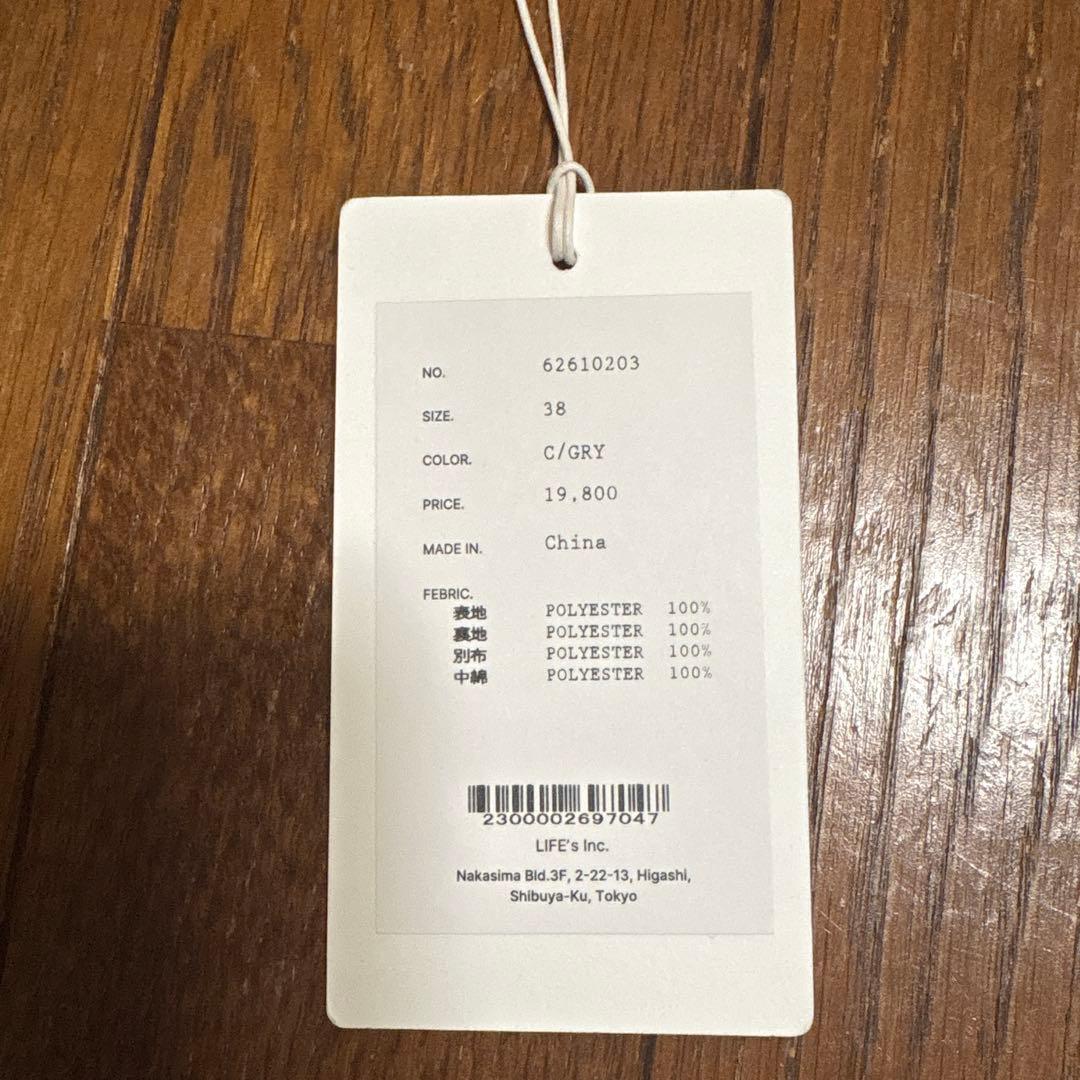 NO. 62610203
SIZE. 38
COLOR. C/GRY
PRICE. 19,800
MADE IN. China
FEBRIC.
表地 POLYESTER 100%
裏地 POLYESTER 100%
別布 POLYESTER 100%
中綿 POLYESTER 100%
2300002697047
LIFE's Inc.
Nakasima Bld.3F, 2-22-13, Higashi,
Shibuya-Ku, Tokyo